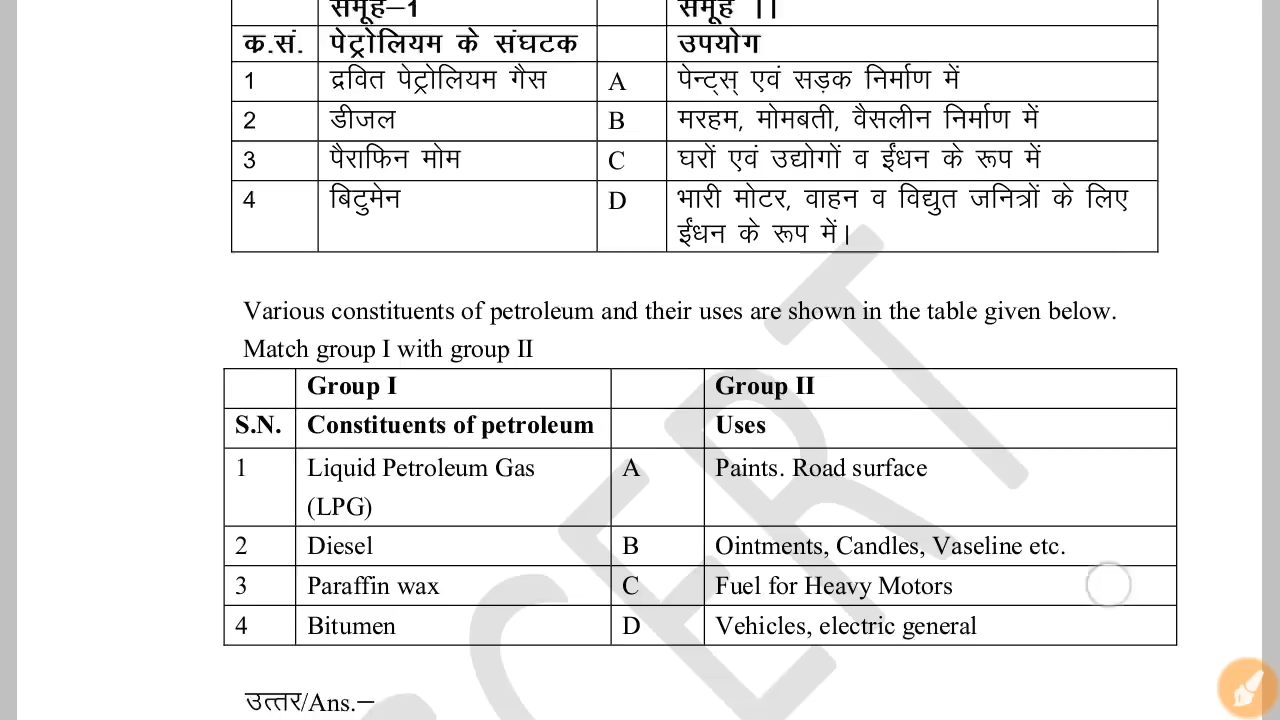 समूह–1 समूह ।।
क.सं. पेट्रोलियम के संघटक उपयोग
1 द्रवित पेट्रोलियम गैस A पेन्ट्स् एवं सड़क निर्माण में
2 डीजल B मरहम, मोमबती, वैसलीन निर्माण में
3 पैराफिन मोम C घरों एवं उद्योगों व ईंधन के रूप में
4 बिटुमेन D भारी मोटर, वाहन व विद्युत जनित्रों के लिए
ईंधन के रूप में।
Various constituents of petroleum and their uses are shown in the table given below.
Match group I with group II
Group I Group II
S.N. Constituents of petroleum Uses
1 Liquid Petroleum Gas A Paints. Road surface
(LPG)
2 Diesel B Ointments, Candles, Vaseline etc.
3 Paraffin wax C Fuel for Heavy Motors
4 Bitumen D Vehicles, electric general
उत्तर/Ans.–
CERT